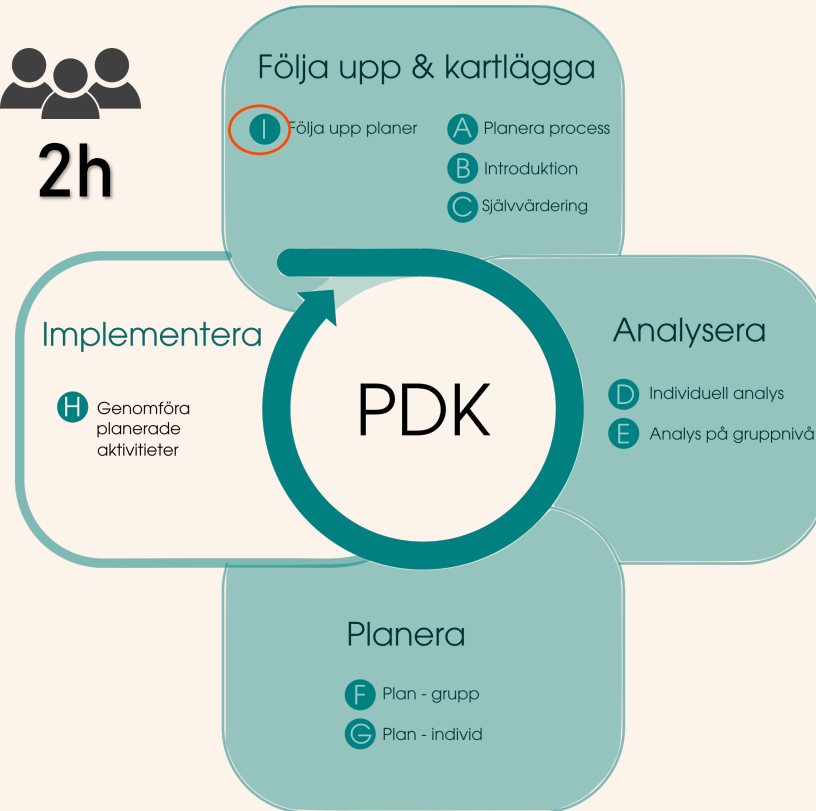 Följa upp & kartlägga
I Följa upp planer
A Planera process
B Introduktion
C Självvärdering
2h
Implementera
H Genomföra
planerade
aktivitieter
PDK
Analysera
D Individuell analys
E Analys på gruppnivå
Planera
F Plan - grupp
G Plan - individ